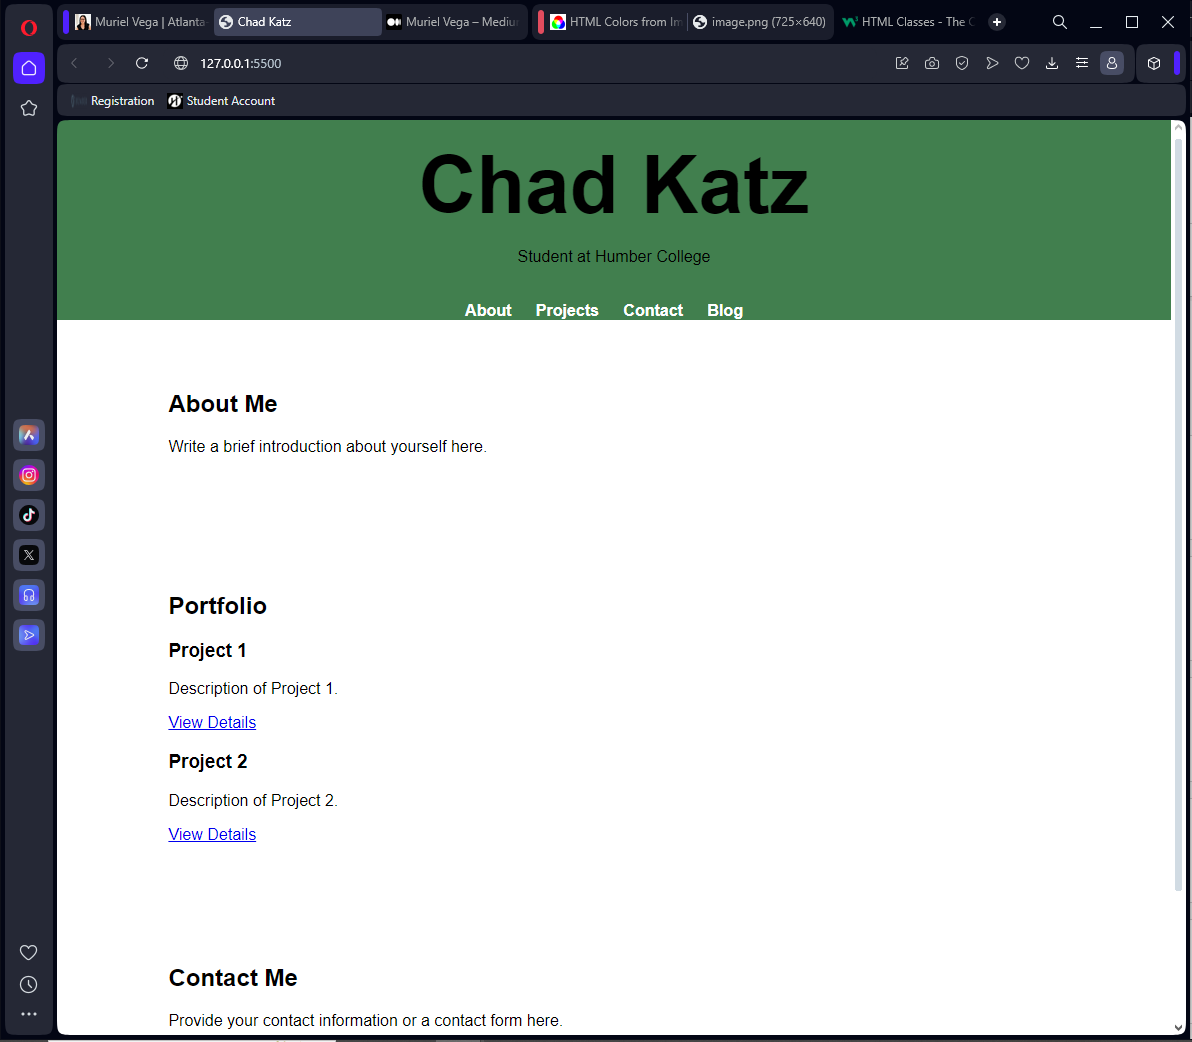 Muriel Vega | Atlanta
Chad Katz
Muriel Vega – Mediu
HTML Colors from Im
image.png (725×640)
HTML Classes - The C
127.0.0.1:5500
Registration
Student Account
Chad Katz
Student at Humber College
About Projects Contact Blog
About Me
Write a brief introduction about yourself here.
Portfolio
Project 1
Description of Project 1.
View Details
Project 2
Description of Project 2.
View Details
Contact Me
Provide your contact information or a contact form here.